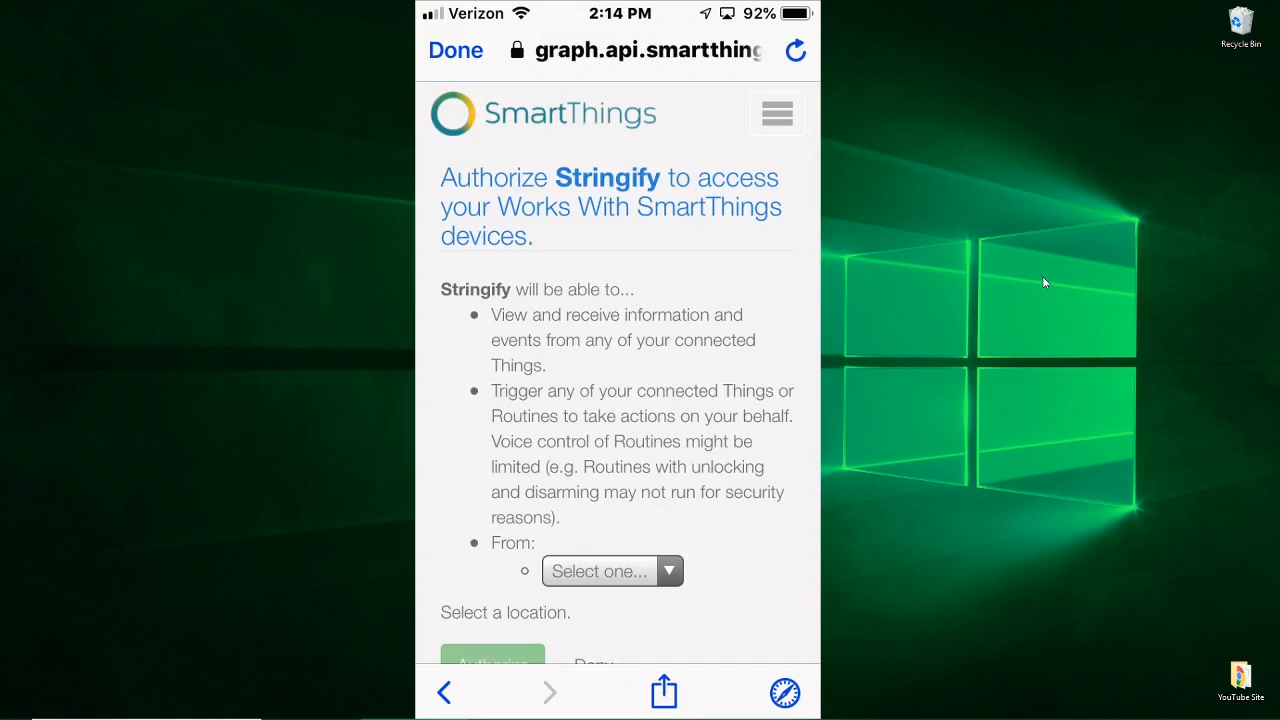 Verizon 2:14 PM 92%
Done graph.api.smartthing
SmartThings
Authorize Stringify to access
your Works With SmartThings
devices.
Stringify will be able to...
View and receive information and
events from any of your connected
Things.
Trigger any of your connected Things or
Routines to take actions on your behalf.
Voice control of Routines might be
limited (e.g. Routines with unlocking
and disarming may not run for security
reasons).
From:
Select one...
Select a location.
Authorize Deny
Recycle Bin
YouTube Site